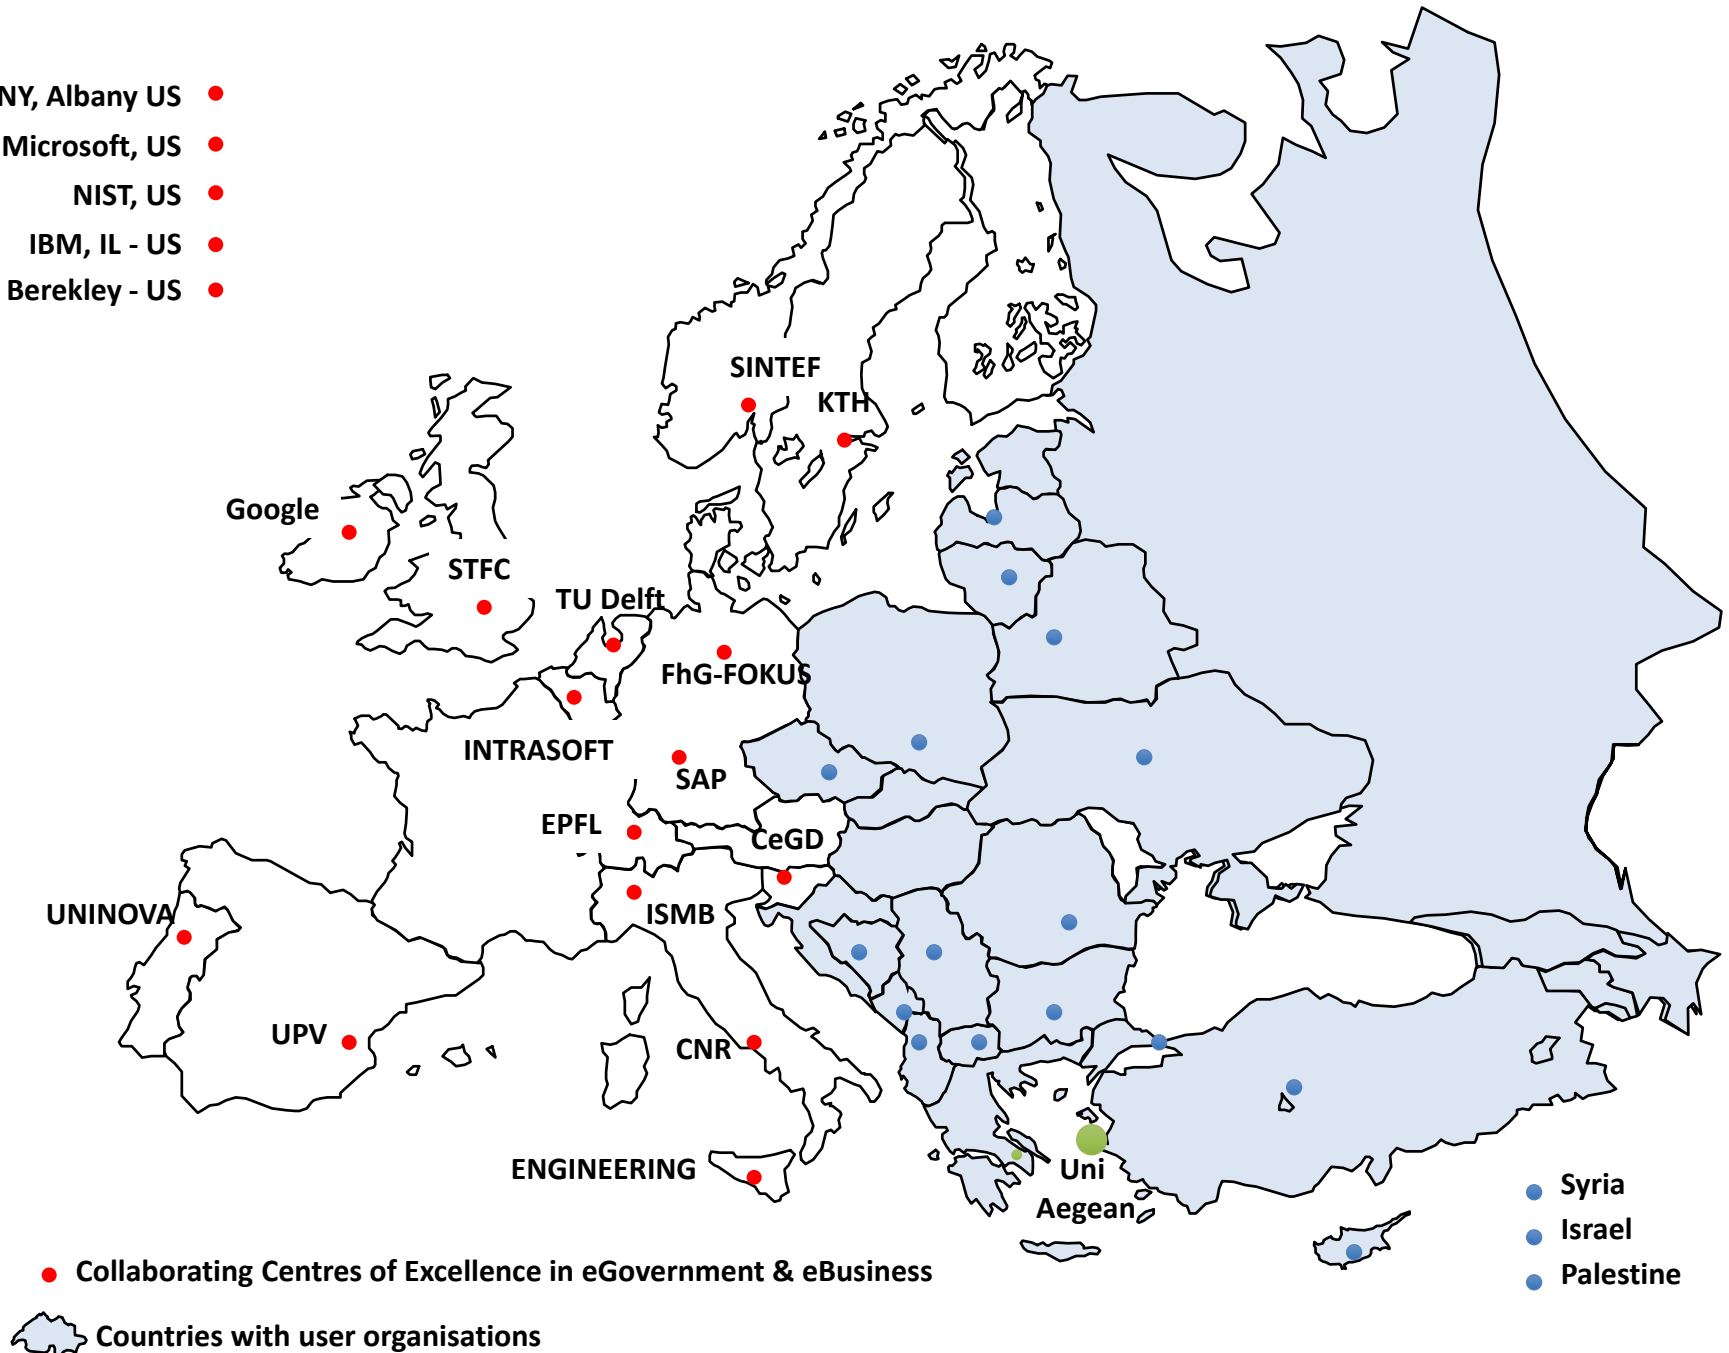 NY, Albany US
Microsoft, US
NIST, US
IBM, IL - US
Berekley - US
SINTEF
KTH
Google
STFC
TU Delft
FhG-FOKUS
INTRASOFT
SAP
EPFL
CeGD
UNINOVA
ISMB
UPV
CNR
ENGINEERING
Uni
Aegean
Syria
Israel
Palestine
Collaborating Centres of Excellence in eGovernment & eBusiness
Countries with user organisations